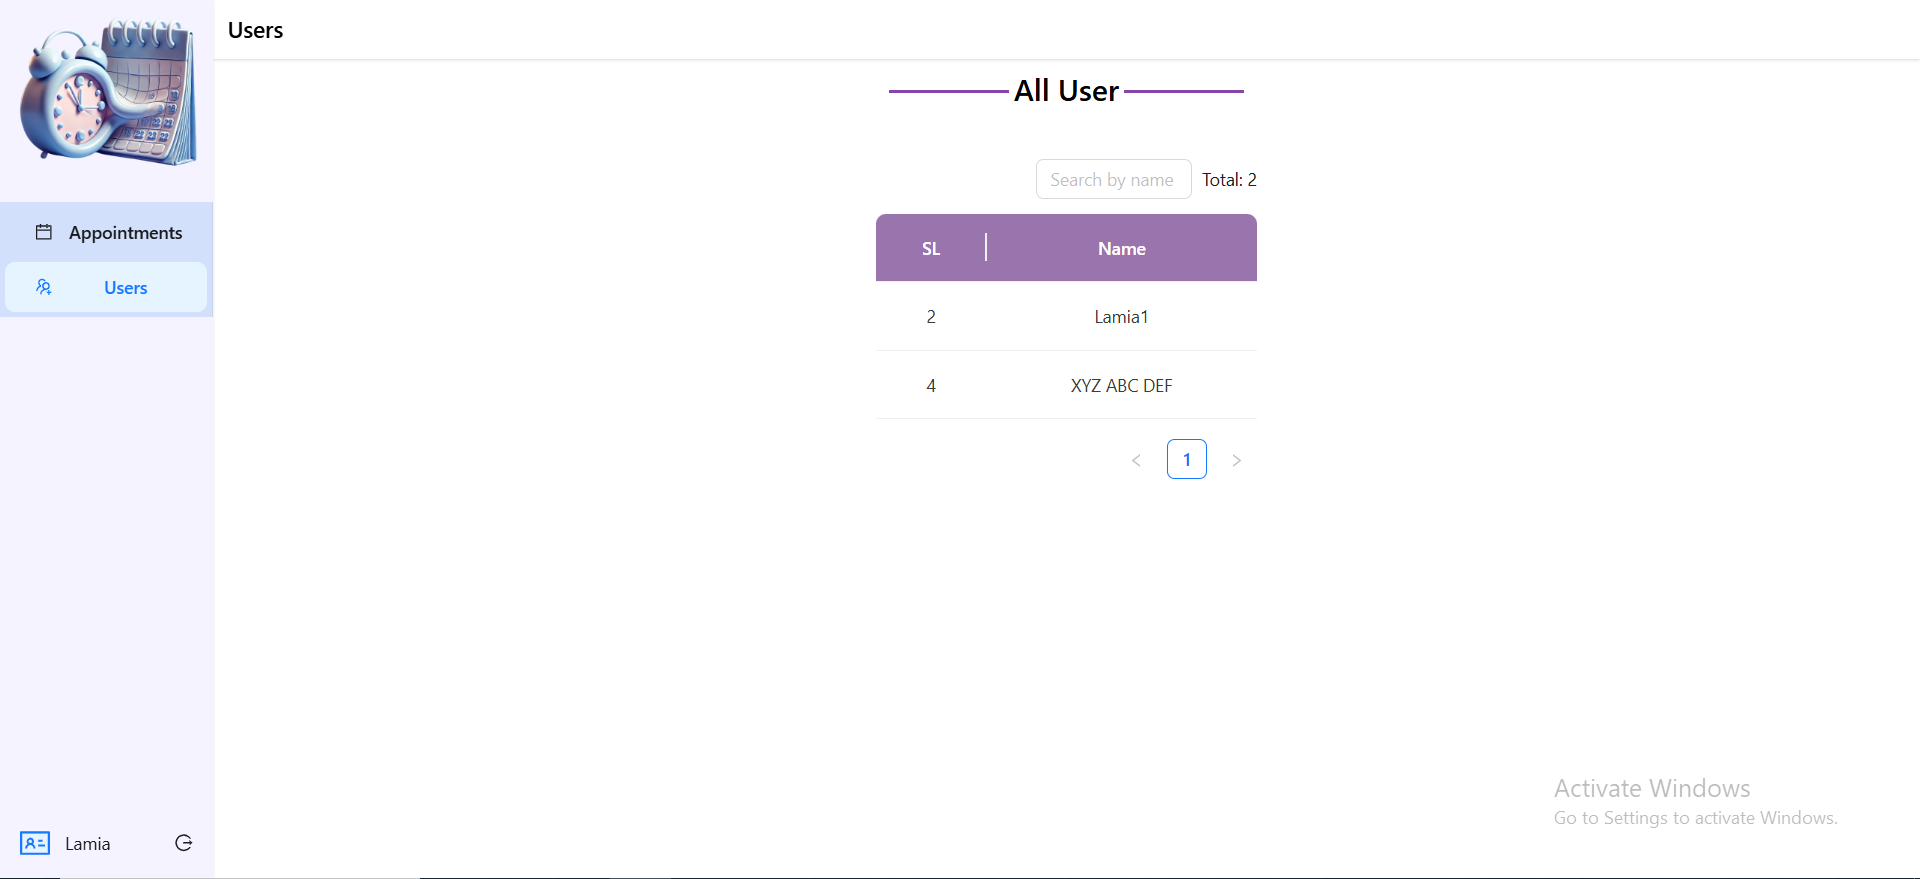 Users
Appointments
Users
All User
Search by name
Total: 2
SL
Name
2
Lamia1
4
XYZ ABC DEF
1
Activate Windows
Go to Settings to activate Windows.
Lamia